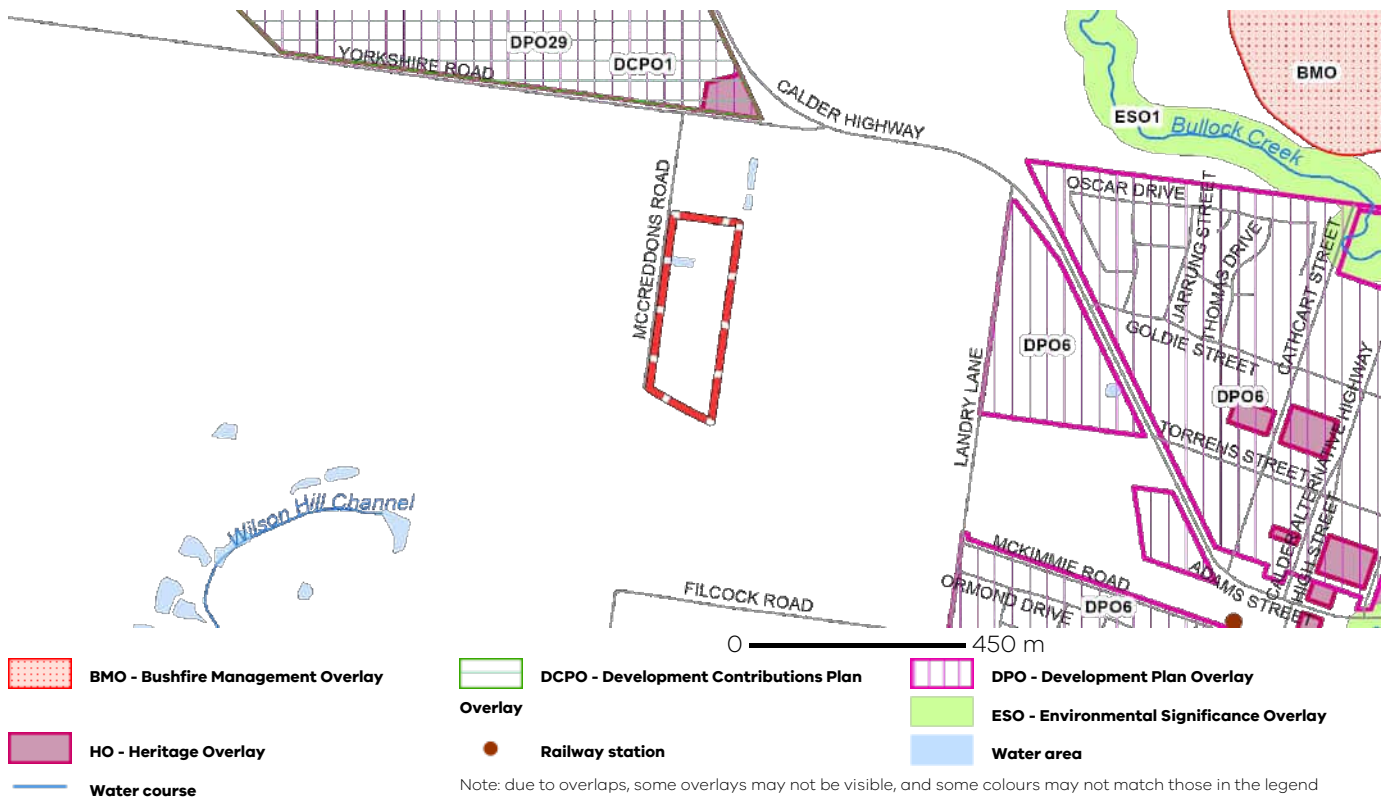 DPO29
DCPO1
YORKSHIRE ROAD
CALDER HIGHWAY
BMO
ESO1
Bullock Creek
MCCREDDONS ROAD
OSCAR DRIVE
JARRUNG STREET
THOMAS DRIVE
CATHCART STREET
GOLDIE STREET
DPO6
LANDRY LANE
DPO6
TORRENS STREET
CALDER ALTERNATIVE HIGHWAY
HIGH STREET
Wilson Hill Channel
MCKIMMIE ROAD
ADAMS STREET
ORMOND DRIVE
DPO6
FILCOCK ROAD
0 450 m
BMO - Bushfire Management Overlay
DCPO - Development Contributions Plan
Overlay
DPO - Development Plan Overlay
ESO - Environmental Significance Overlay
HO - Heritage Overlay
Railway station
Water area
Water course
Note: due to overlaps, some overlays may not be visible, and some colours may not match those in the legend